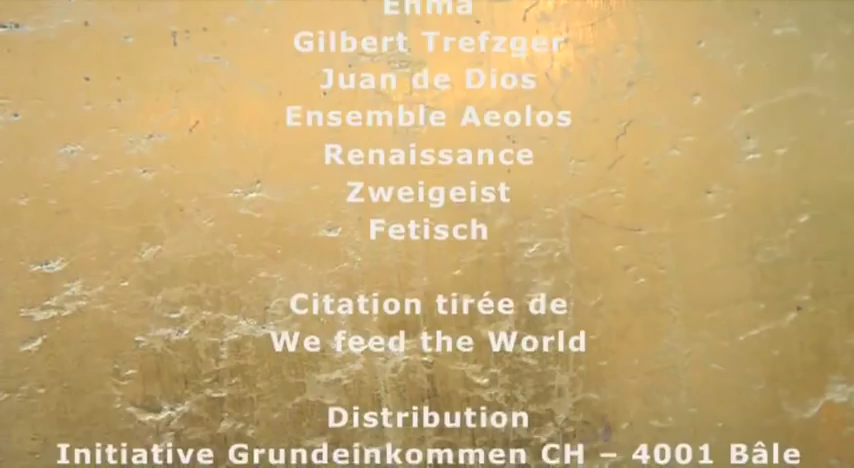 Enma
Gilbert Trefzger
Juan de Dios
Ensemble Aeolos
Renaissance
Zweigeist
Fetisch
Citation tirée de
We feed the World
Distribution
Initiative Grundeinkommen CH – 4001 Bâle